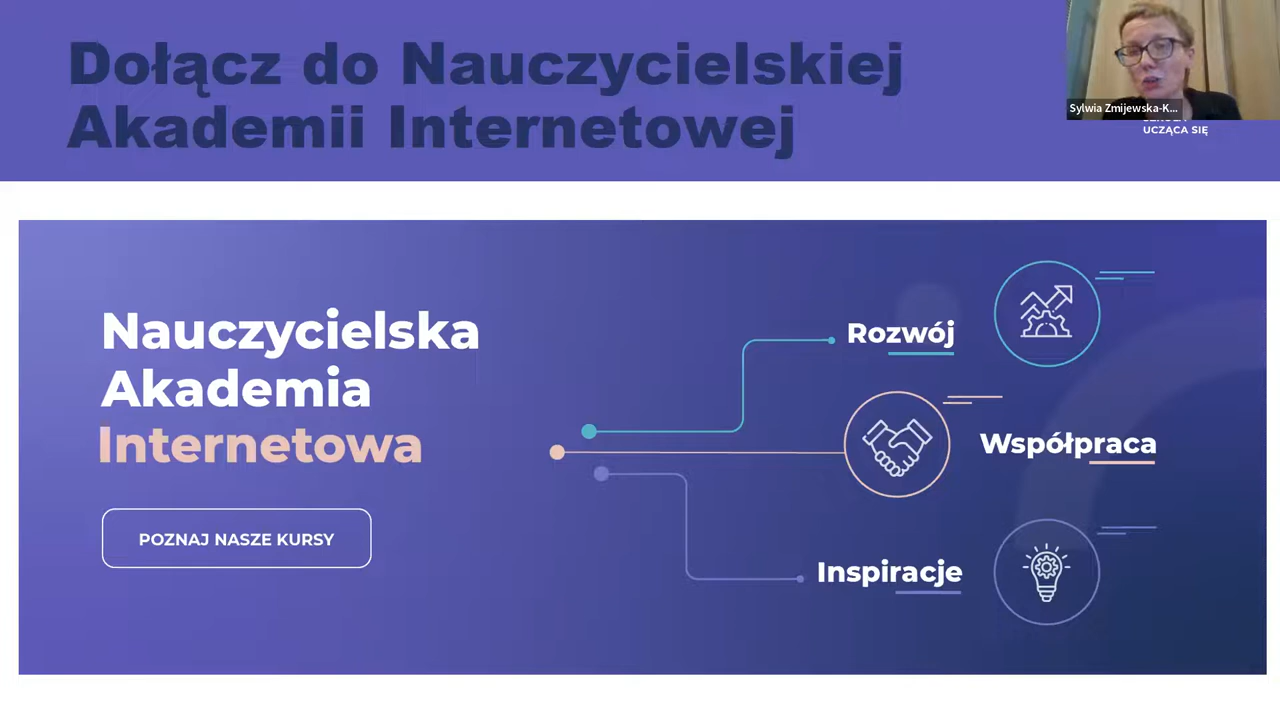 Dołącz do Nauczycielskiej
Akademii Internetowej
Sylwia Zmijewska-K...
UCZĄCA SIĘ
Nauczycielska
Akademia
Internetowa
POZNAJ NASZE KURSY
Rozwój
Współpraca
Inspiracje